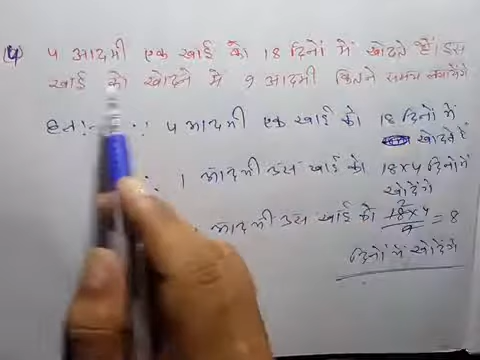 (4) 4 आदमी एक खाई को 18 दिनों में खोदते हैं। इस
खाई को खोदने में 9 आदमी कितने समय लगायेंगे
हल :- ∵ 4 आदमी एक खाई को 18 दिनों में
खोदते हैं
∴ 1 आदमी उस खाई को 18×4 दिनों में
खोदेंगे
आदमी उस खाई को 2 18×4/9 = 8
दिनों में खोदेंगे